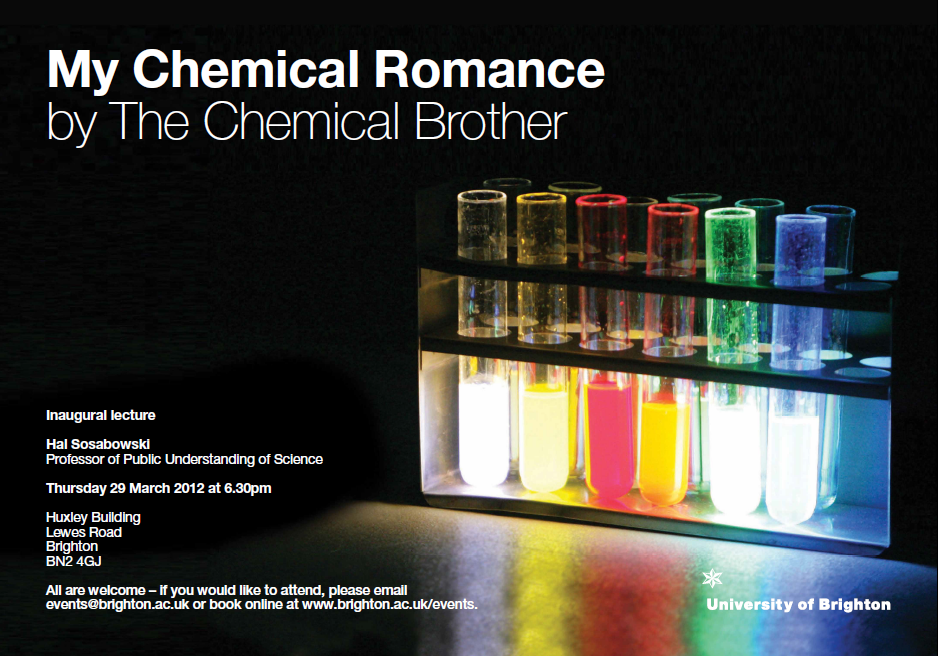 My Chemical Romance
by The Chemical Brother
Inaugural lecture
Hal Sosabowski
Professor of Public Understanding of Science
Thursday 29 March 2012 at 6.30pm
Huxley Building
Lewes Road
Brighton
BN2 4GJ
All are welcome – if you would like to attend, please email
events@brighton.ac.uk or book online at www.brighton.ac.uk/events.
University of Brighton